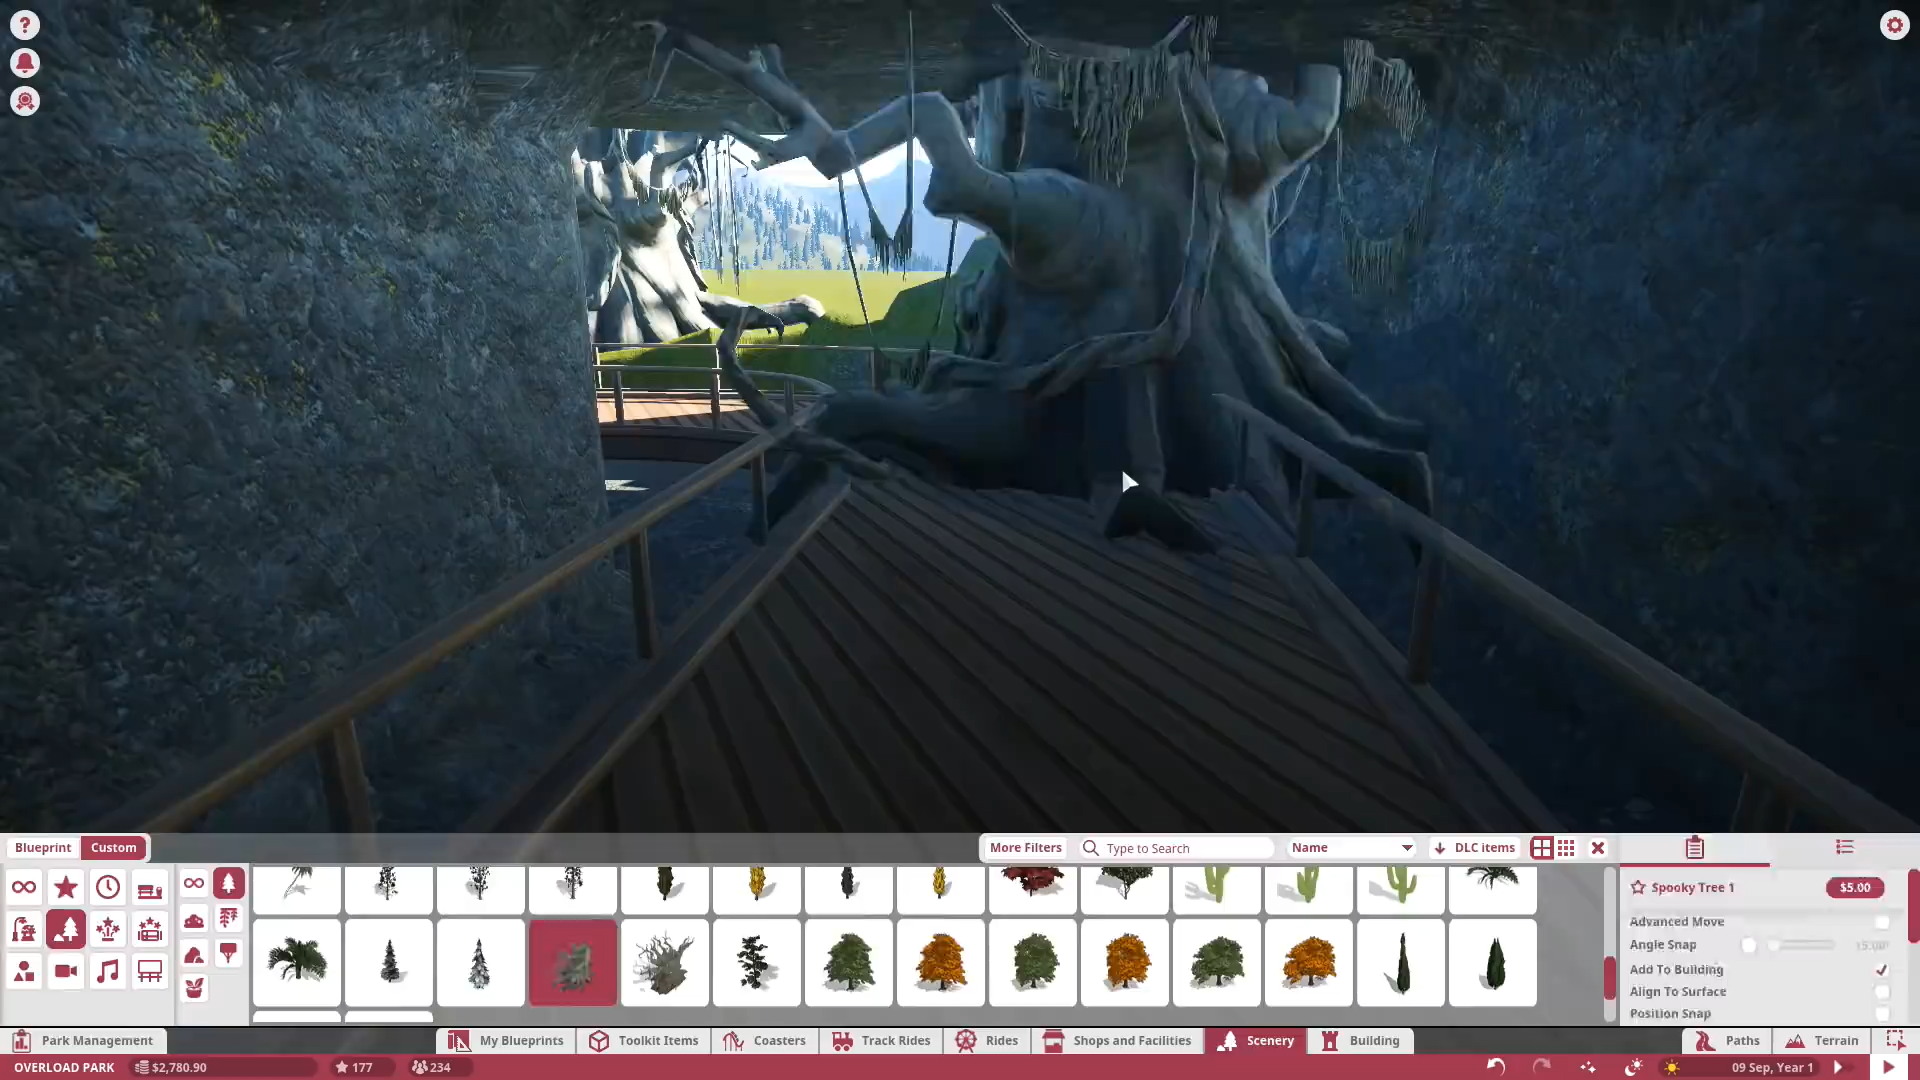 ?
Blueprint Custom More Filters Type to Search Name DLC items
Spooky Tree 1 $5.00
Advanced Move
Angle Snap 15.00°
Add To Building
Align To Surface
Position Snap
Park Management My Blueprints Toolkit Items Coasters Track Rides Rides Shops and Facilities Scenery Building Paths Terrain
OVERLOAD PARK $2,780.90 177 234 09 Sep, Year 1